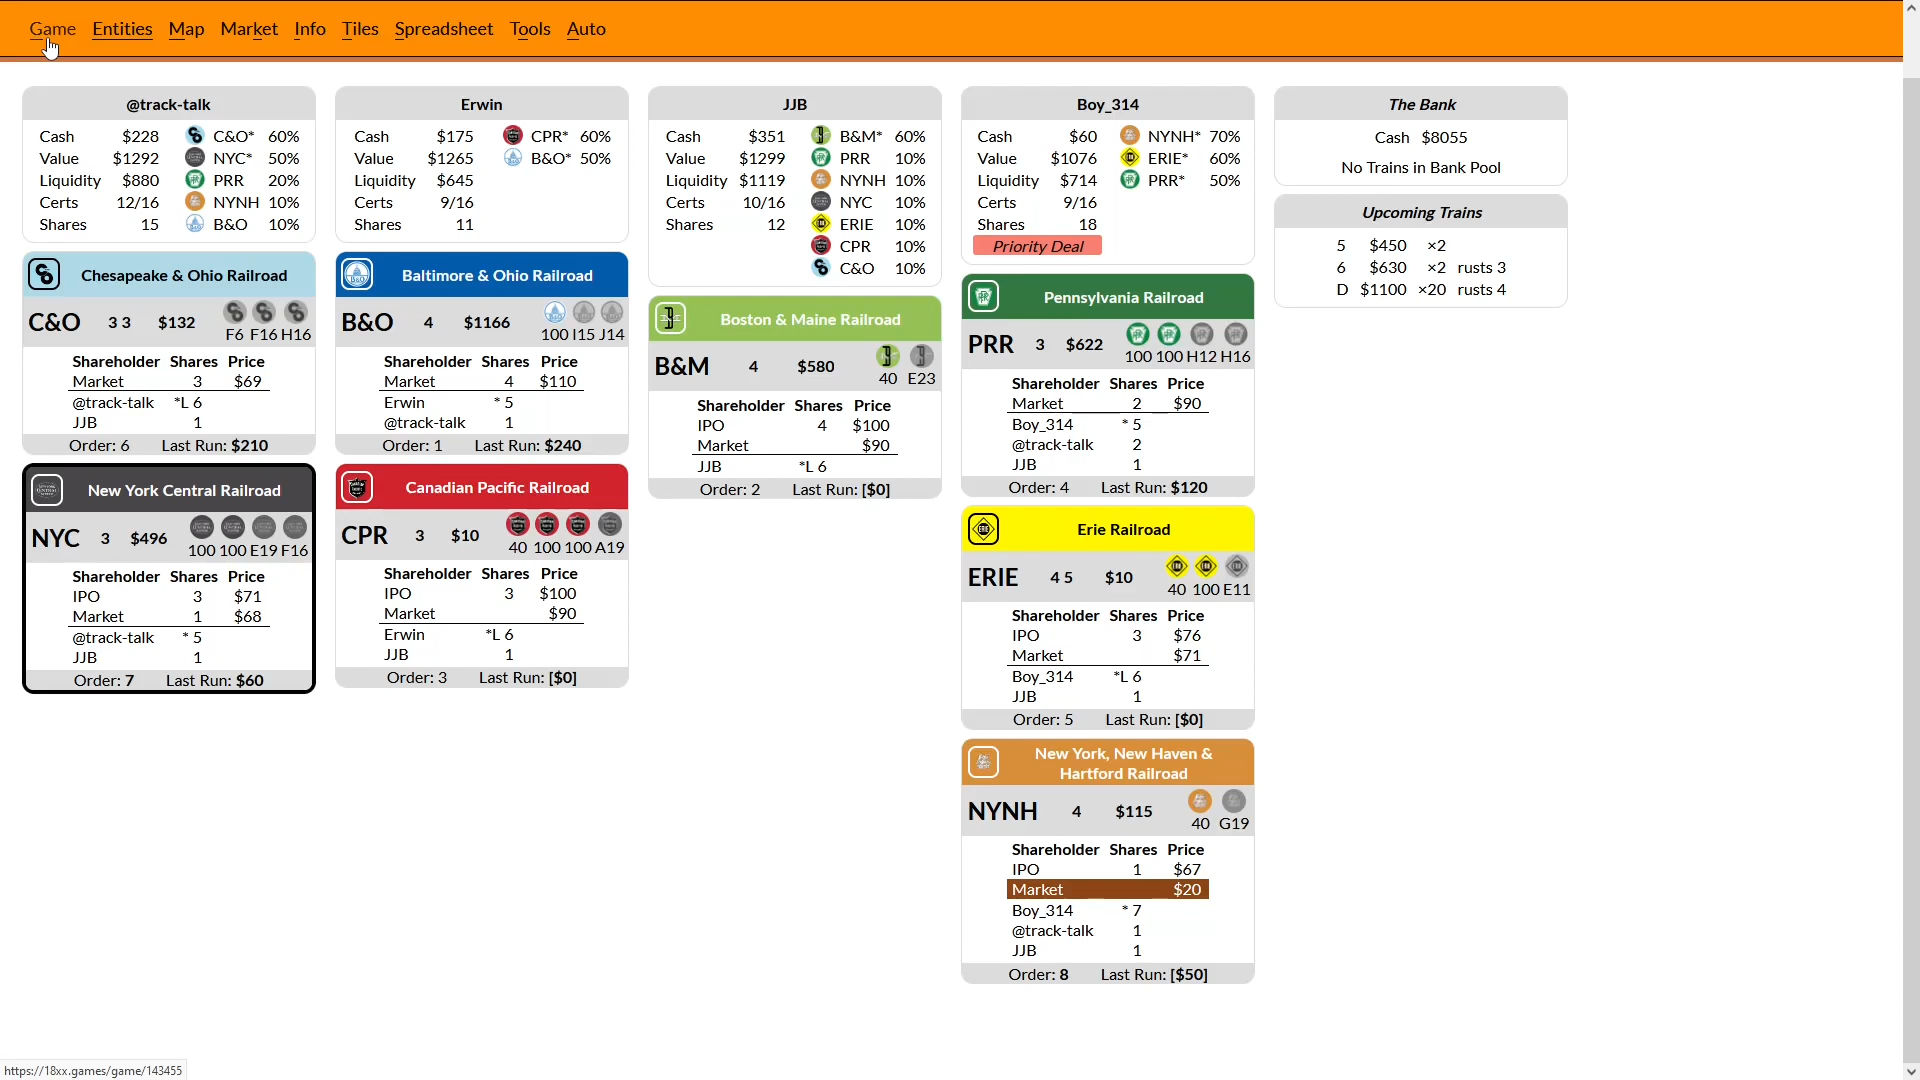 Game Entities Map Market Info Tiles Spreadsheet Tools Auto
@track-talk
Cash $228 C&O* 60%
Value $1292 NYC* 50%
Liquidity $880 PRR 20%
Certs 12/16 NYNH 10%
Shares 15 B&O 10%
Chesapeake & Ohio Railroad
C&O 3 3 $132 F6 F16 H16
Shareholder Shares Price
Market 3 $69
@track-talk *L 6
JJB 1
Order: 6 Last Run: $210
New York Central Railroad
NYC 3 $496 100 100 E19 F16
Shareholder Shares Price
IPO 3 $71
Market 1 $68
@track-talk * 5
JJB 1
Order: 7 Last Run: $60
Erwin
Cash $175 CPR* 60%
Value $1265 B&O* 50%
Liquidity $645
Certs 9/16
Shares 11
Baltimore & Ohio Railroad
B&O 4 $1166 100 I15 J14
Shareholder Shares Price
Market 4 $110
Erwin * 5
@track-talk 1
Order: 1 Last Run: $240
Canadian Pacific Railroad
CPR 3 $10 40 100 100 A19
Shareholder Shares Price
IPO 3 $100
Market $90
Erwin *L 6
JJB 1
Order: 3 Last Run: [$0]
JJB
Cash $351 B&M* 60%
Value $1299 PRR 10%
Liquidity $1119 NYNH 10%
Certs 10/16 NYC 10%
Shares 12 ERIE 10%
CPR 10%
C&O 10%
Boston & Maine Railroad
B&M 4 $580 40 E23
Shareholder Shares Price
IPO 4 $100
Market $90
JJB *L 6
Order: 2 Last Run: [$0]
Boy_314
Cash $60 NYNH* 70%
Value $1076 ERIE* 60%
Liquidity $714 PRR* 50%
Certs 9/16
Shares 18
Priority Deal
Pennsylvania Railroad
PRR 3 $622 100 100 H12 H16
Shareholder Shares Price
Market 2 $90
Boy_314 * 5
@track-talk 2
JJB 1
Order: 4 Last Run: $120
Erie Railroad
ERIE 4 5 $10 40 100 E11
Shareholder Shares Price
IPO 3 $76
Market $71
Boy_314 *L 6
JJB 1
Order: 5 Last Run: [$0]
New York, New Haven &
Hartford Railroad
NYNH 4 $115 40 G19
Shareholder Shares Price
IPO 1 $67
Market $20
Boy_314 * 7
@track-talk 1
JJB 1
Order: 8 Last Run: [$50]
The Bank
Cash $8055
No Trains in Bank Pool
Upcoming Trains
5 $450 ×2
6 $630 ×2 rusts 3
D $1100 ×20 rusts 4
https://18xx.games/game/143455